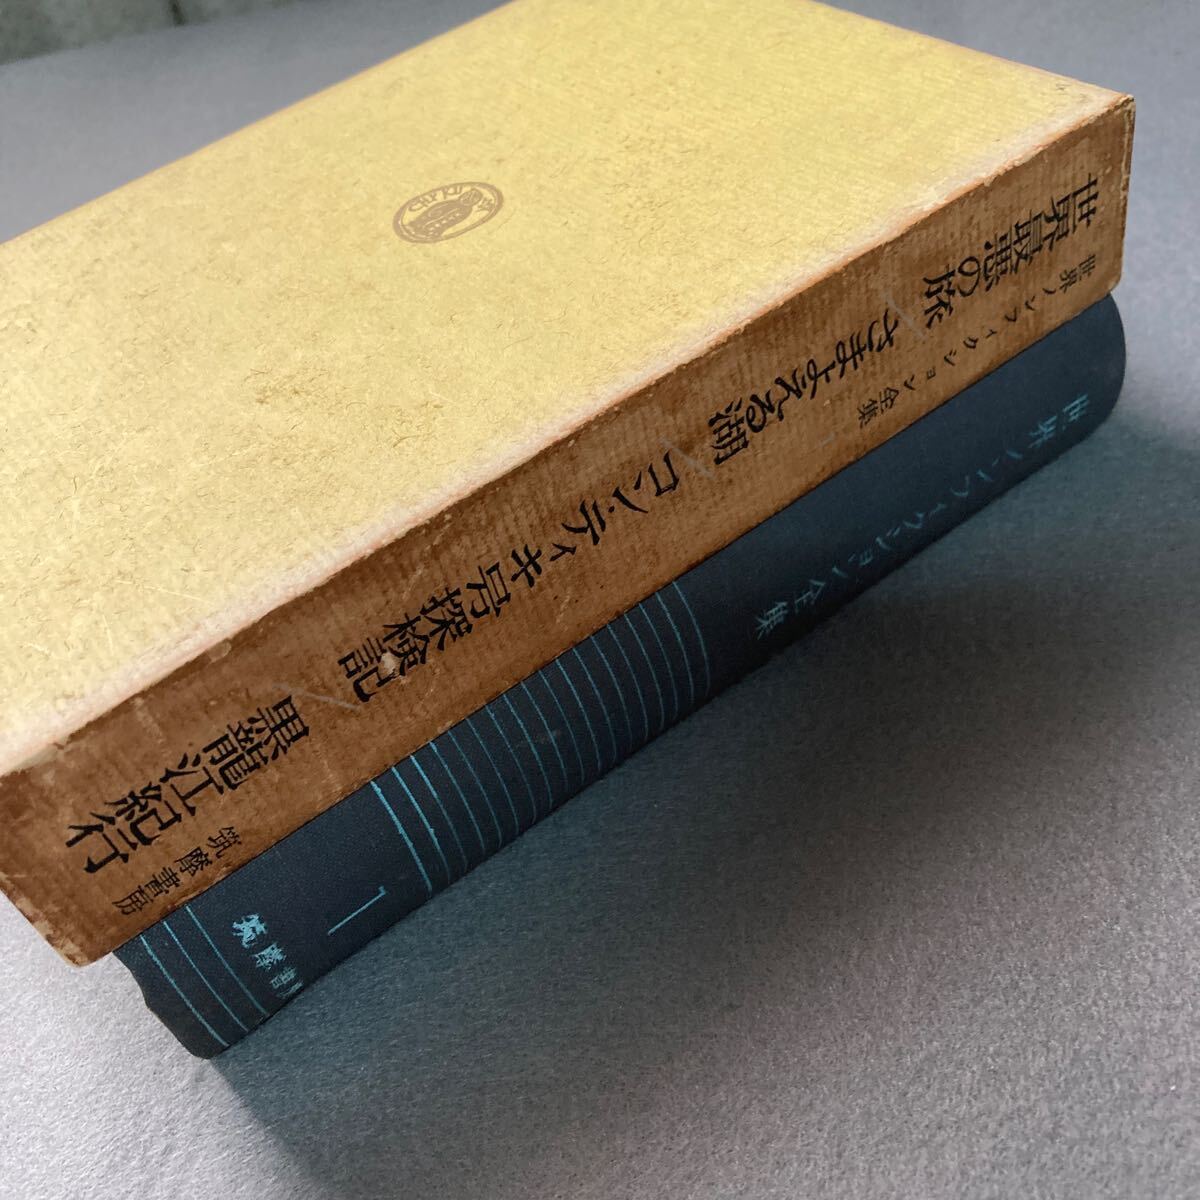 世界最悪の旅／さまよえる湖／コン・ティキ号探検記／黒龍江紀行
世界ノンフィクション全集 1
筑摩書房
世界ノンフィクション全集
1
筑摩書房